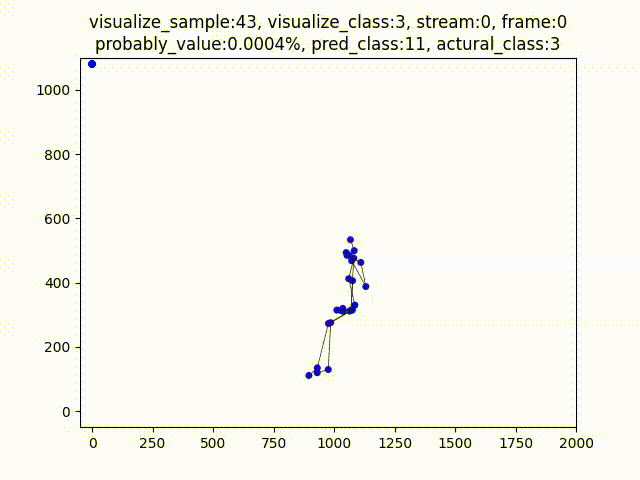 visualize_sample:43, visualize_class:3, stream:0, frame:0
probably_value:0.0004%, pred_class:11, actural_class:3
1000
800
600
400
200
0
0 250 500 750 1000 1250 1500 1750 2000